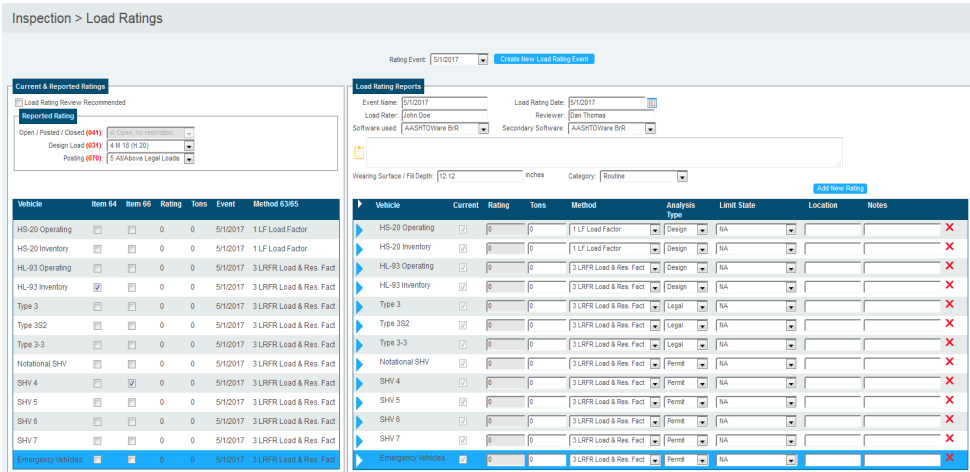 Inspection > Load Ratings
Rating Event: 5/1/2017 Create New Load Rating Event
Current & Reported Ratings
Load Rating Review Recommended
Reported Rating
Open / Posted / Closed (041): A Open, no restriction
Design Load (031): 4 M 18 (H 20)
Posting (070): 5 At/Above Legal Loads
Load Rating Reports
Event Name: 5/1/2017 Load Rating Date: 5/1/2017
Load Rater: John Doe Reviewer: Dan Thomas
Software used: AASHTOWare BrR Secondary Software: AASHTOWare BrR
Wearing Surface / Fill Depth: 12.12 inches Category: Routine
Add New Rating
Vehicle Item 64 Item 66 Rating Tons Event Method 63/65
HS-20 Operating 0 0 5/1/2017 1 LF Load Factor
HS-20 Inventory 0 0 5/1/2017 1 LF Load Factor
HL-93 Operating 0 0 5/1/2017 3 LRFR Load & Res. Fact
HL-93 Inventory 0 0 5/1/2017 3 LRFR Load & Res. Fact
Type 3 0 0 5/1/2017 3 LRFR Load & Res. Fact
Type 3S2 0 0 5/1/2017 3 LRFR Load & Res. Fact
Type 3-3 0 0 5/1/2017 3 LRFR Load & Res. Fact
Notational SHV 0 0 5/1/2017 3 LRFR Load & Res. Fact
SHV 4 0 0 5/1/2017 3 LRFR Load & Res. Fact
SHV 5 0 0 5/1/2017 3 LRFR Load & Res. Fact
SHV 6 0 0 5/1/2017 3 LRFR Load & Res. Fact
SHV 7 0 0 5/1/2017 3 LRFR Load & Res. Fact
Emergency Vehicles 0 0 5/1/2017 3 LRFR Load & Res. Fact
Vehicle Current Rating Tons Method Analysis Type Limit State Location Notes
HS-20 Operating 0 0 1 LF Load Factor Design NA
HS-20 Inventory 0 0 1 LF Load Factor Design NA
HL-93 Operating 0 0 3 LRFR Load & Res. Fact Design NA
HL-93 Inventory 0 0 3 LRFR Load & Res. Fact Design NA
Type 3 0 0 3 LRFR Load & Res. Fact Legal NA
Type 3S2 0 0 3 LRFR Load & Res. Fact Legal NA
Type 3-3 0 0 3 LRFR Load & Res. Fact Legal NA
Notational SHV 0 0 3 LRFR Load & Res. Fact Permit NA
SHV 4 0 0 3 LRFR Load & Res. Fact Permit NA
SHV 5 0 0 3 LRFR Load & Res. Fact Permit NA
SHV 6 0 0 3 LRFR Load & Res. Fact Permit NA
SHV 7 0 0 3 LRFR Load & Res. Fact Permit NA
Emergency Vehicles 0 0 3 LRFR Load & Res. Fact Permit NA